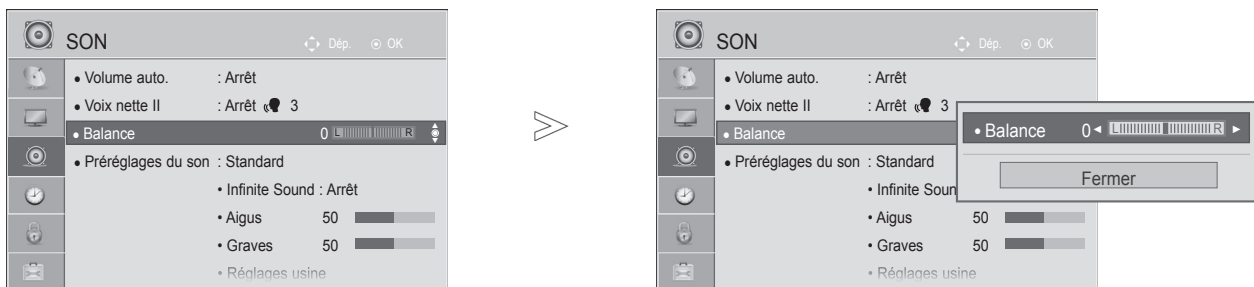 SON Dép. OK
• Volume auto. : Arrêt
• Voix nette II : Arrêt 3
• Balance 0 L R
• Préréglages du son : Standard
• Infinite Sound : Arrêt
• Aigus 50
• Graves 50
• Réglages usine
SON Dép. OK
• Volume auto. : Arrêt
• Voix nette II : Arrêt 3
• Balance
• Balance 0 L R
Fermer
• Préréglages du son : Standard
• Infinite Soun
• Aigus 50
• Graves 50
• Réglages usine